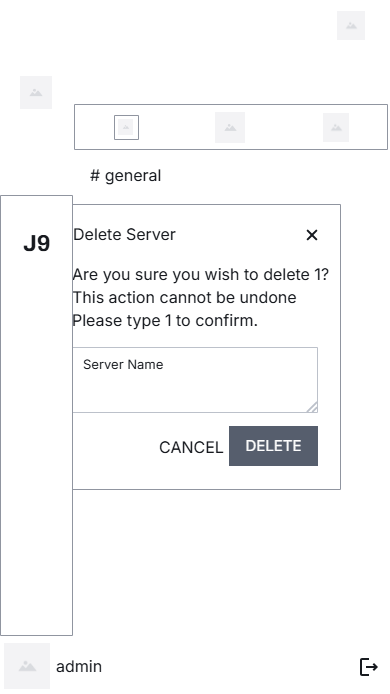 # general
J9
Delete Server
Are you sure you wish to delete 1?
This action cannot be undone
Please type 1 to confirm.
Server Name
CANCEL DELETE
admin